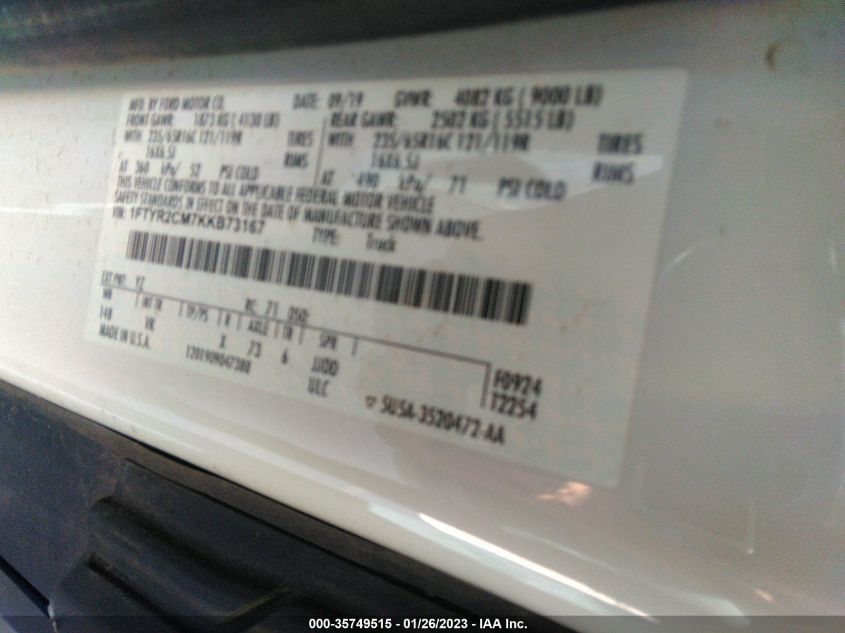 MFD. BY FORD MOTOR CO. DATE: 09/19 GVWR: 4082 KG ( 9000 LB)
FRONT GAWR: 1873 KG ( 4130 LB) REAR GAWR: 2502 KG ( 5515 LB)
WITH 235/65R16C 121/119R TIRES WITH 235/65R16C 121/119R TIRES
16X6.5J RIMS 16X6.5J RIMS
AT 360 kPa/ 52 PSI COLD AT 490 kPa/ 71 PSI COLD
THIS VEHICLE CONFORMS TO ALL APPLICABLE FEDERAL MOTOR VEHICLE
SAFETY STANDARDS IN EFFECT ON THE DATE OF MANUFACTURE SHOWN ABOVE.
VIN: 1FTYR2CM7KKB73167
TYPE: Truck
EXT PNT: YZ RC: 71 DSO:
WB INT TR TP/PS R AXLE TR SPR
148 VK X 73 6 JJDD
MADE IN U.S.A. ULC
F0924
T2254
5U5A-3520472-AA
000-35749515 - 01/26/2023 - IAA Inc.